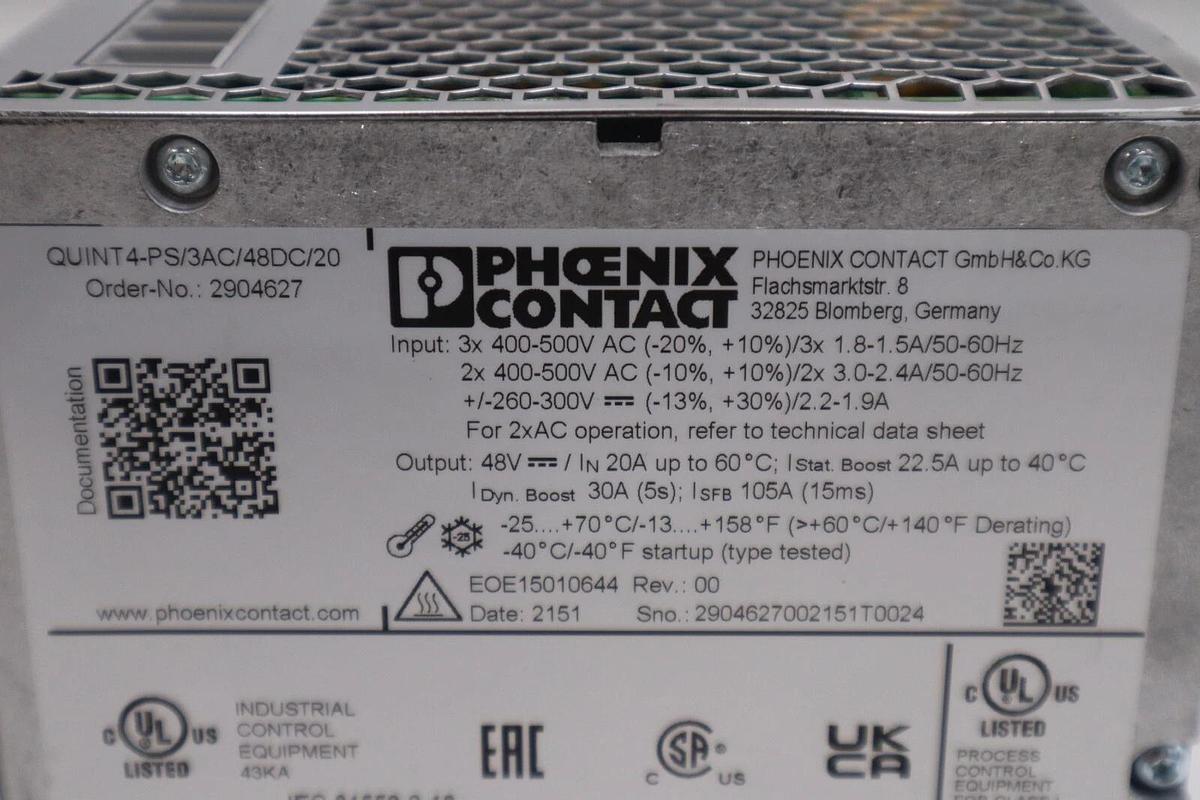 QUINT4-PS/3AC/48DC/20
Order-No.: 2904627
Documentation
www.phoenixcontact.com
PHŒNIX
CONTACT
PHOENIX CONTACT GmbH&Co.KG
Flachsmarktstr. 8
32825 Blomberg, Germany
Input: 3x 400-500V AC (-20%, +10%)/3x 1.8-1.5A/50-60Hz
2x 400-500V AC (-10%, +10%)/2x 3.0-2.4A/50-60Hz
+/-260-300V ⎓ (-13%, +30%)/2.2-1.9A
For 2xAC operation, refer to technical data sheet
Output: 48V ⎓ / IN 20A up to 60°C; IStat. Boost 22.5A up to 40°C
IDyn. Boost 30A (5s); ISFB 105A (15ms)
-25 -25....+70°C/-13....+158°F (>+60°C/+140°F Derating)
-40°C/-40°F startup (type tested)
EOE15010644 Rev.: 00
Date: 2151 Sno.: 2904627002151T0024
C UL US
LISTED
INDUSTRIAL
CONTROL
EQUIPMENT
43KA
EAC
C SA ® US
UK
CA
C UL US
LISTED
PROCESS
CONTROL
EQUIPMENT